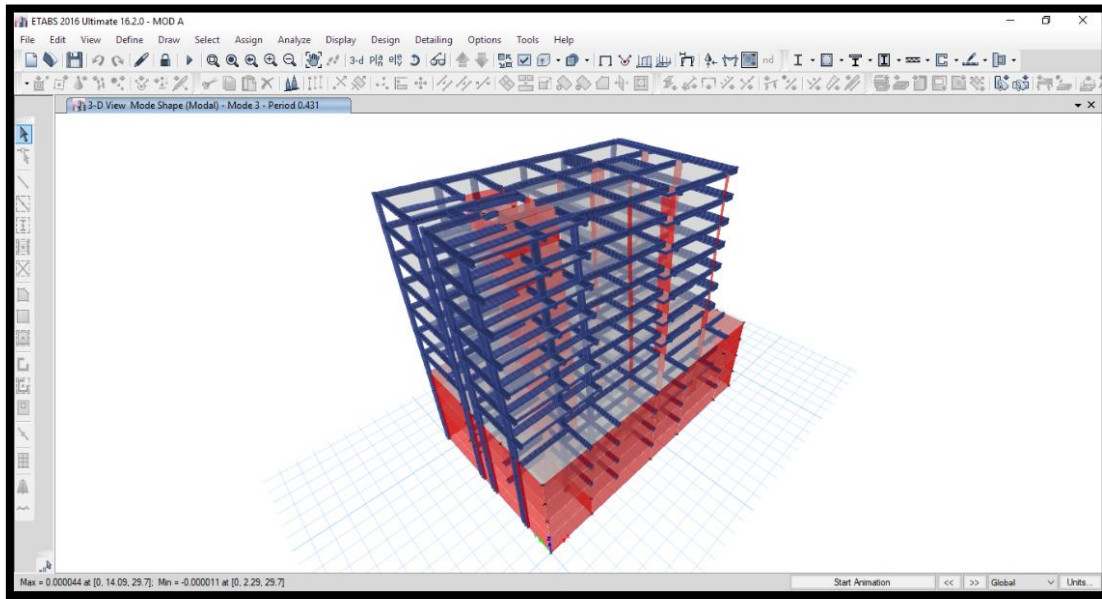 ETABS 2016 Ultimate 16.2.0 - MOD A
File Edit View Define Draw Select Assign Analyze Display Design Detailing Options Tools Help
3-d nd
3-D View Mode Shape (Modal) - Mode 3 - Period 0.431
Max = 0.000044 at [0, 14.09, 29.7]; Min = -0.000011 at [0, 2.29, 29.7] Start Animation << >> Global Units...